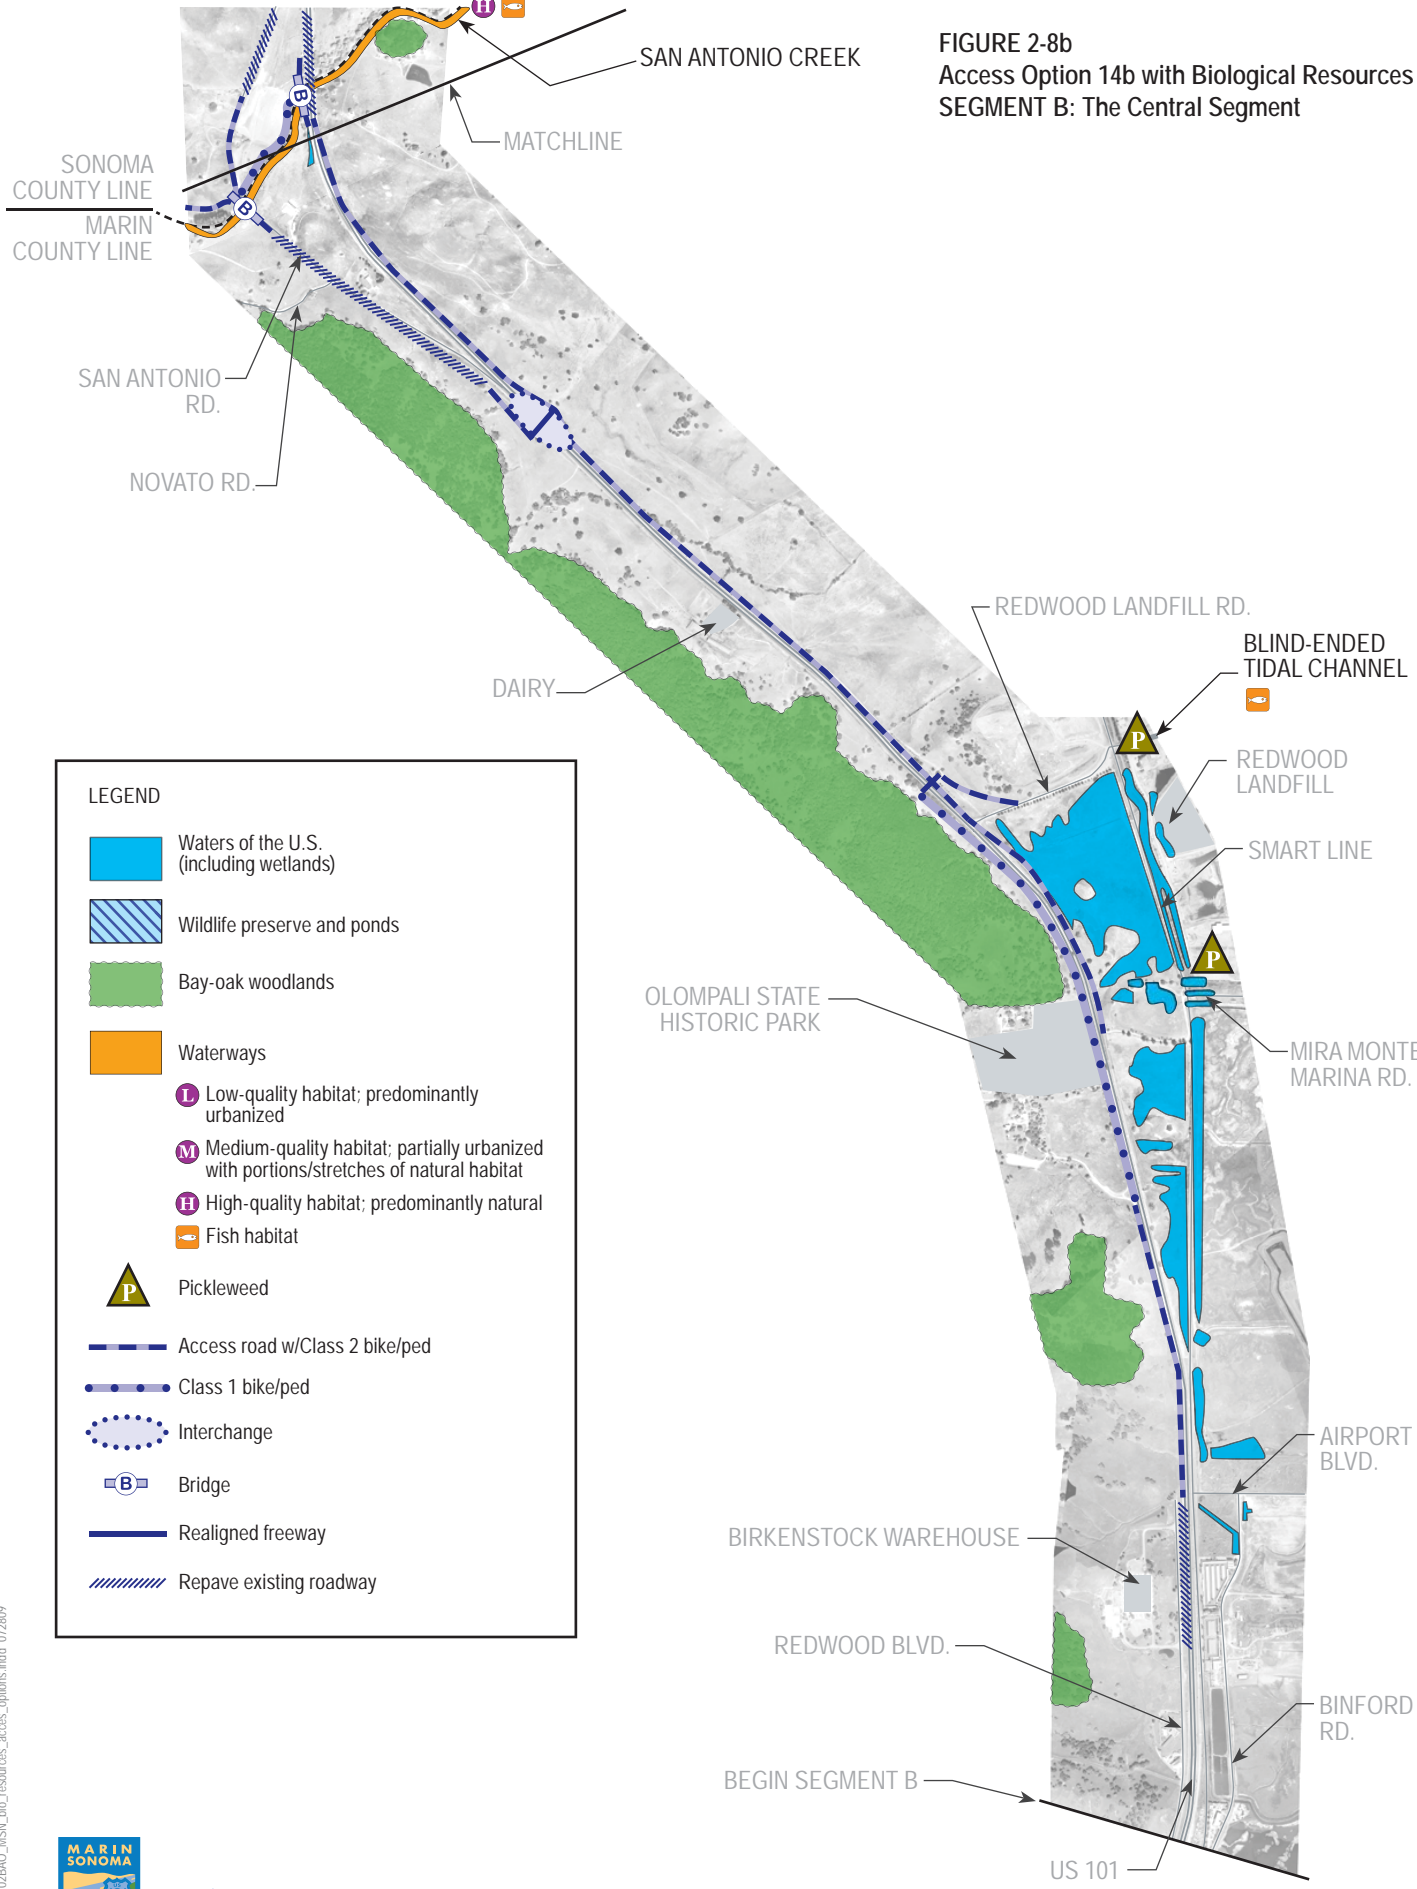 FIGURE 2-8b
Access Option 14b with Biological Resources
SEGMENT B: The Central Segment
H
SAN ANTONIO CREEK
B
MATCHLINE
SONOMA
COUNTY LINE
MARIN
COUNTY LINE
B
SAN ANTONIO
RD.
NOVATO RD.
REDWOOD LANDFILL RD.
BLIND-ENDED
TIDAL CHANNEL
DAIRY
P
REDWOOD
LANDFILL
SMART LINE
P
OLOMPALI STATE
HISTORIC PARK
MIRA MONTE
MARINA RD.
LEGEND
Waters of the U.S.
(including wetlands)
Wildlife preserve and ponds
Bay-oak woodlands
Waterways
L Low-quality habitat; predominantly
urbanized
M Medium-quality habitat; partially urbanized
with portions/stretches of natural habitat
H High-quality habitat; predominantly natural
Fish habitat
P Pickleweed
Access road w/Class 2 bike/ped
Class 1 bike/ped
Interchange
B Bridge
Realigned freeway
Repave existing roadway
AIRPORT
BLVD.
BIRKENSTOCK WAREHOUSE
REDWOOD BLVD.
BINFORD
RD.
BEGIN SEGMENT B
US 101
02BAO_MSN_bio_resources_acces_options.indd 072809
MARIN
SONOMA